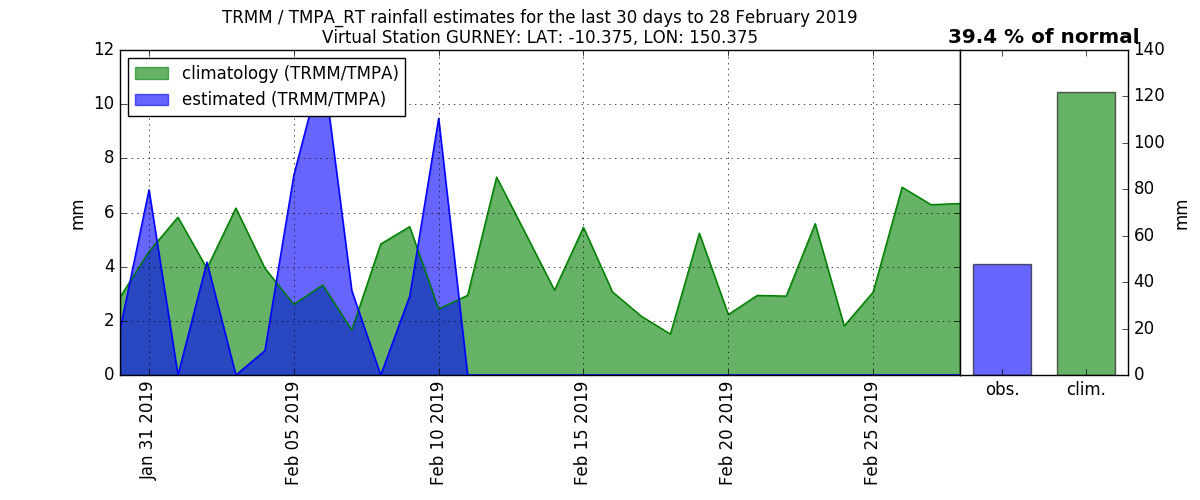 TRMM / TMPA_RT rainfall estimates for the last 30 days to 28 February 2019
Virtual Station GURNEY: LAT: -10.375, LON: 150.375
39.4 % of normal
climatology (TRMM/TMPA)
estimated (TRMM/TMPA)
12
10
8
6
4
2
0
mm
Jan 31 2019
Feb 05 2019
Feb 10 2019
Feb 15 2019
Feb 20 2019
Feb 25 2019
140
120
100
80
60
40
20
0
mm
obs.
clim.